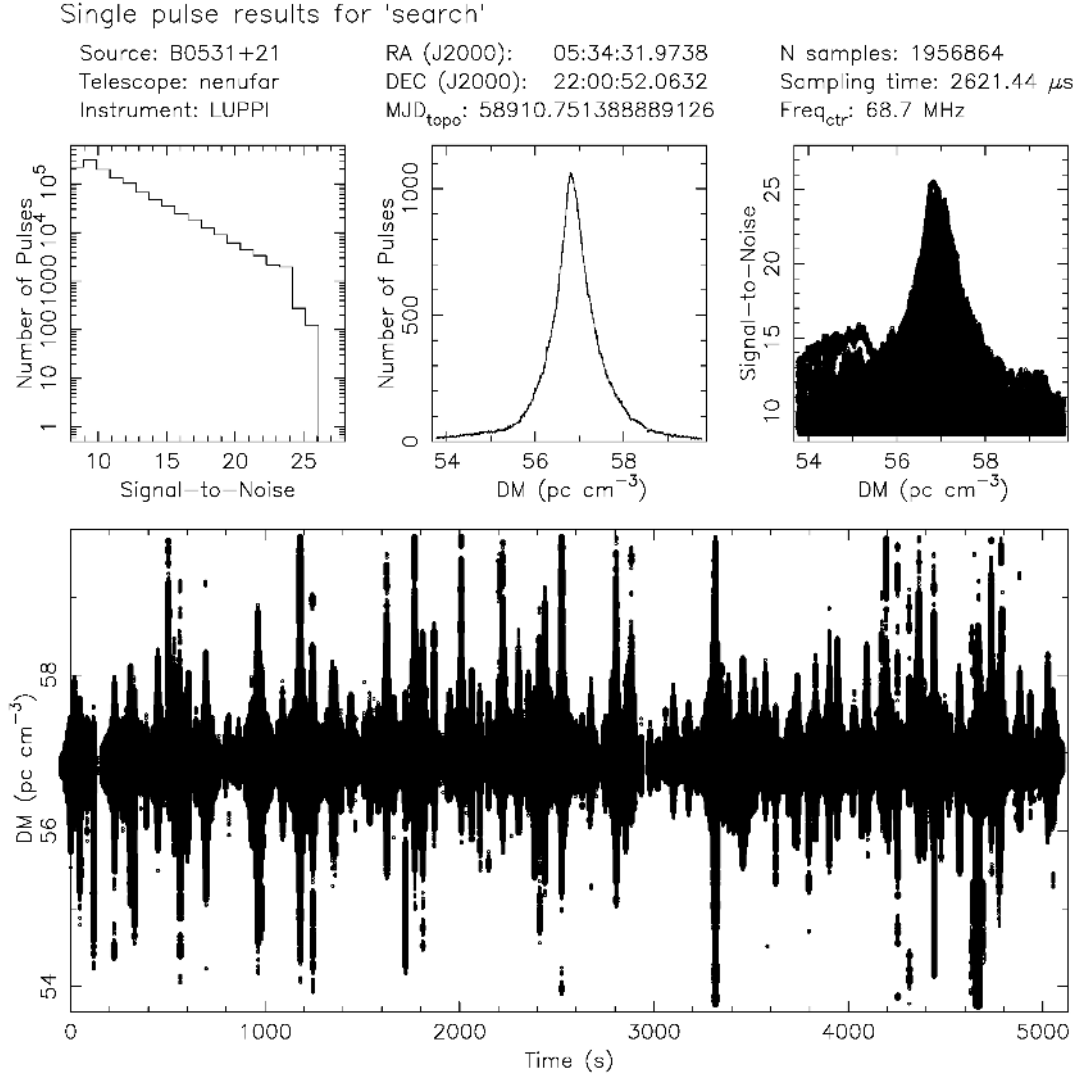 Single pulse results for 'search'
Source: B0531+21
Telescope: nenufar
Instrument: LUPPI
RA (J2000): 05:34:31.9738
DEC (J2000): 22:00:52.0632
MJD_topo: 58910.751388889126
N samples: 1956864
Sampling time: 2621.44 μs
Freq_ctr: 68.7 MHz
Number of Pulses
1 10 100 1000 10^4 10^5
10 15 20 25
Signal-to-Noise
Number of Pulses
0 500 1000
54 56 58
DM (pc cm^-3)
Signal-to-Noise
10 15 20 25
54 56 58
DM (pc cm^-3)
DM (pc cm^-3)
54 56 58
0 1000 2000 3000 4000 5000
Time (s)